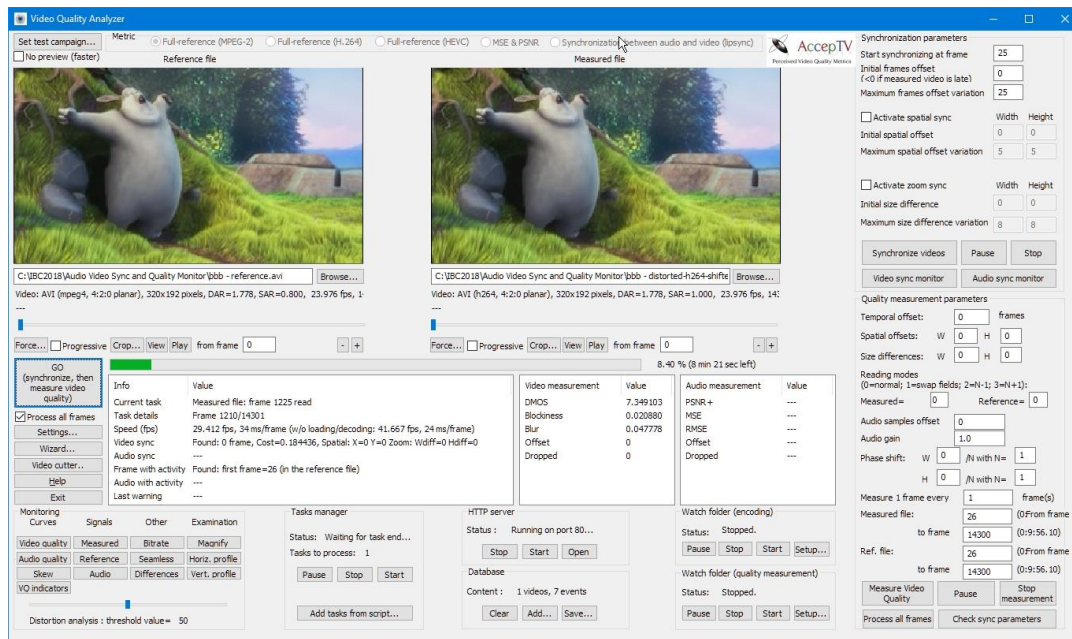 Video Quality Analyzer
Set test campaign...
Metric
Full-reference (MPEG-2) Full-reference (H.264) Full-reference (HEVC) MSE & PSNR Synchronization between audio and video (lipsync)
No preview (faster)
Reference file
Measured file
AccepTV
Perceived Video Quality Metrics
C:\IBC2018\Audio Video Sync and Quality Monitor\bbb - reference.avi Browse...
C:\IBC2018\Audio Video Sync and Quality Monitor\bbb - distorted-h264-shifte Browse...
Video: AVI (mpeg4, 4:2:0 planar), 320x192 pixels, DAR=1.778, SAR=0.800, 23.976 fps, 1-
---
Video: AVI (h264, 4:2:0 planar), 320x192 pixels, DAR=1.778, SAR=1.000, 23.976 fps, 143
---
Force... Progressive Crop... View Play from frame 0 - +
Force... Progressive Crop... View Play from frame 0 - +
GO
(synchronize, then
measure video
quality)
8.40 % (8 min 21 sec left)
Process all frames
Settings...
Wizard...
Video cutter..
Help
Exit
Info Value
Current task Measured file: frame 1225 read
Task details Frame 1210/14301
Speed (fps) 29.412 fps, 34 ms/frame (w/o loading/decoding: 41.667 fps, 24 ms/frame)
Video sync Found: 0 frame, Cost=0.184436, Spatial: X=0 Y=0 Zoom: Wdiff=0 Hdiff=0
Audio sync ---
Frame with activity Found: first frame=26 (in the reference file)
Audio with activity ---
Last warning ---
Video measurement Value
DMOS 7.349103
Blockiness 0.020880
Blur 0.047778
Offset 0
Dropped 0
Audio measurement Value
PSNR+ ---
MSE ---
RMSE ---
Offset ---
Dropped ---
Monitoring
Curves Signals Other Examination
Video quality Measured Bitrate Magnify
Audio quality Reference Seamless Horiz. profile
Skew Audio Differences Vert. profile
VQ indicators
Distortion analysis : threshold value= 50
Tasks manager
Status: Waiting for task end...
Tasks to process: 1
Pause Stop Start
Add tasks from script...
HTTP server
Status : Running on port 80...
Stop Start Open
Database
Content : 1 videos, 7 events
Clear Add... Save...
Watch folder (encoding)
Status: Stopped.
Pause Stop Start Setup...
Watch folder (quality measurement)
Status: Stopped.
Pause Stop Start Setup...
Synchronization parameters
Start synchronizing at frame 25
Initial frames offset
(<0 if measured video is late) 0
Maximum frames offset variation 25
Activate spatial sync Width Height
Initial spatial offset 0 0
Maximum spatial offset variation 5 5
Activate zoom sync Width Height
Initial size difference 0 0
Maximum size difference variation 8 8
Synchronize videos Pause Stop
Video sync monitor Audio sync monitor
Quality measurement parameters
Temporal offset: 0 frames
Spatial offsets: W 0 H 0
Size differences: W 0 H 0
Reading modes
(0=normal; 1=swap fields; 2=N-1; 3=N+1):
Measured= 0 Reference= 0
Audio samples offset 0
Audio gain 1.0
Phase shift: W 0 /N with N= 1
H 0 /N with N= 1
Measure 1 frame every 1 frame(s)
Measured file: 26 (0:From frame
to frame 14300 (0:9:56.10)
Ref. file: 26 (0:From frame
to frame 14300 (0:9:56.10)
Measure Video
Quality
Pause
Stop
measurement
Process all frames Check sync parameters